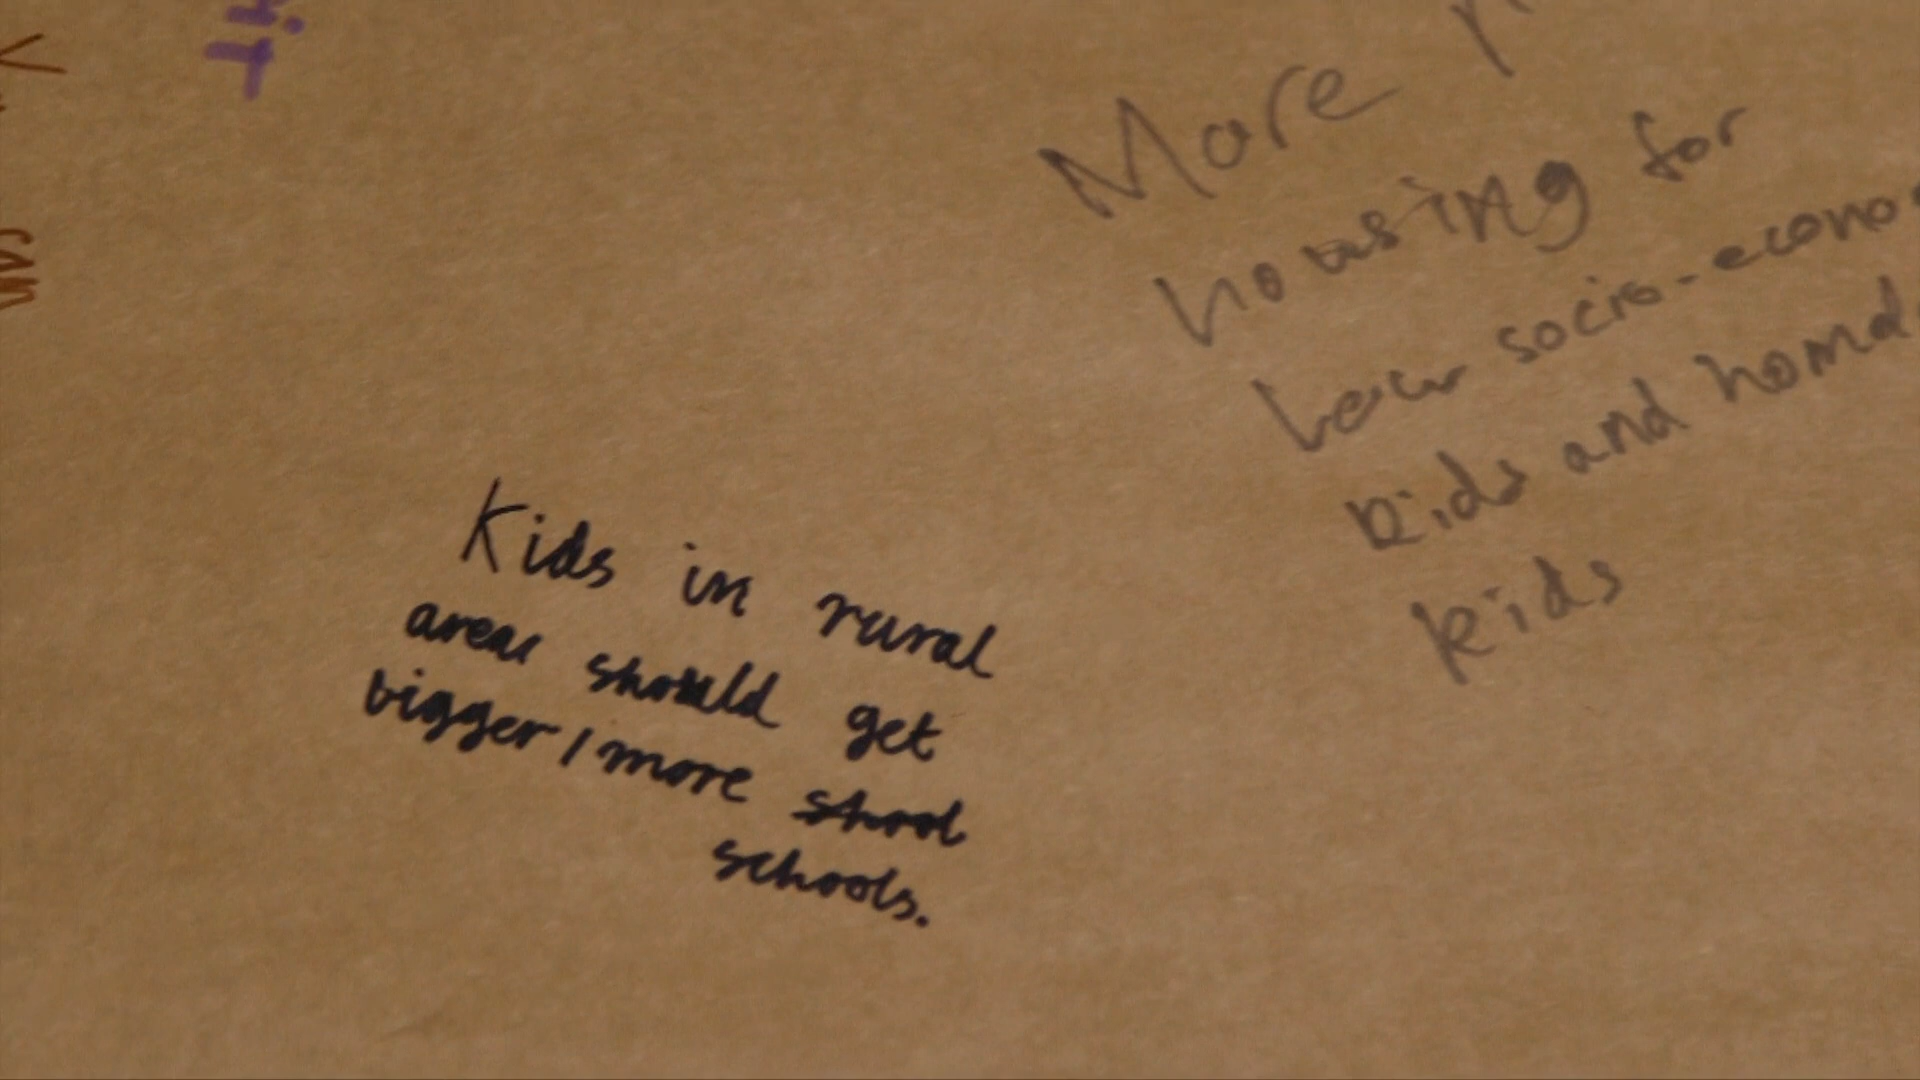 Kids in rural
areas should get
bigger / more shool
schools.
More
housing for
Low socio-econo
kids and
kids